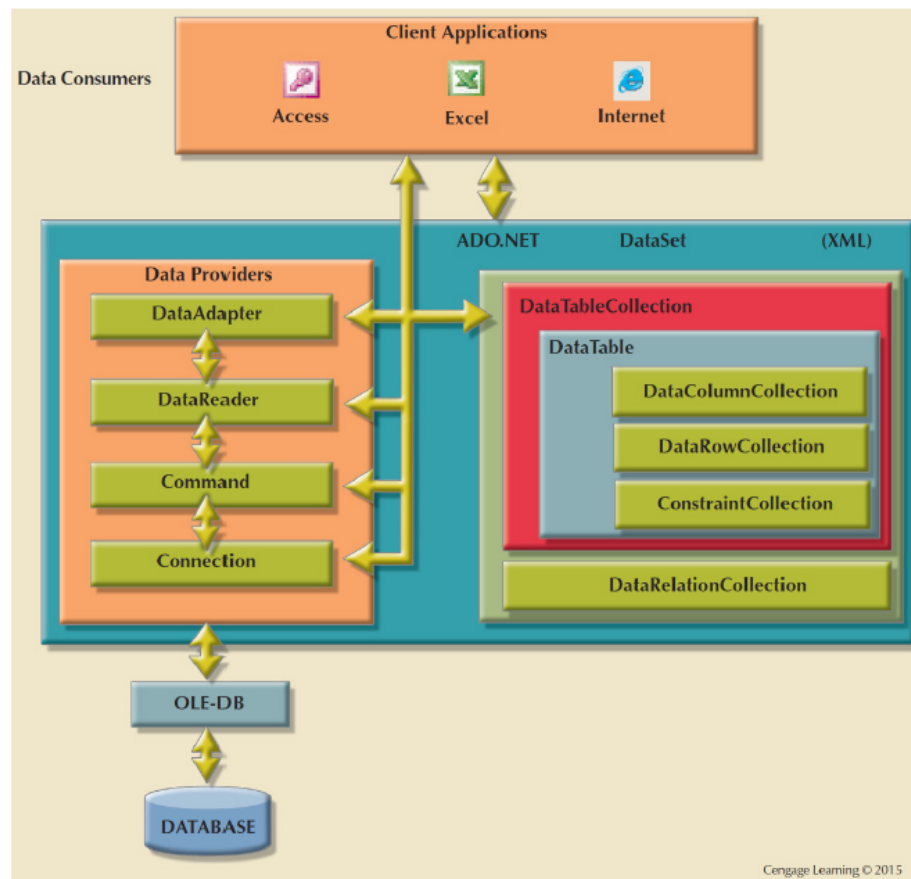 Client Applications
Data Consumers
Access
Excel
Internet
ADO.NET DataSet (XML)
Data Providers
DataAdapter
DataReader
Command
Connection
DataTableCollection
DataTable
DataColumnCollection
DataRowCollection
ConstraintCollection
DataRelationCollection
OLE-DB
DATABASE
Cengage Learning © 2015